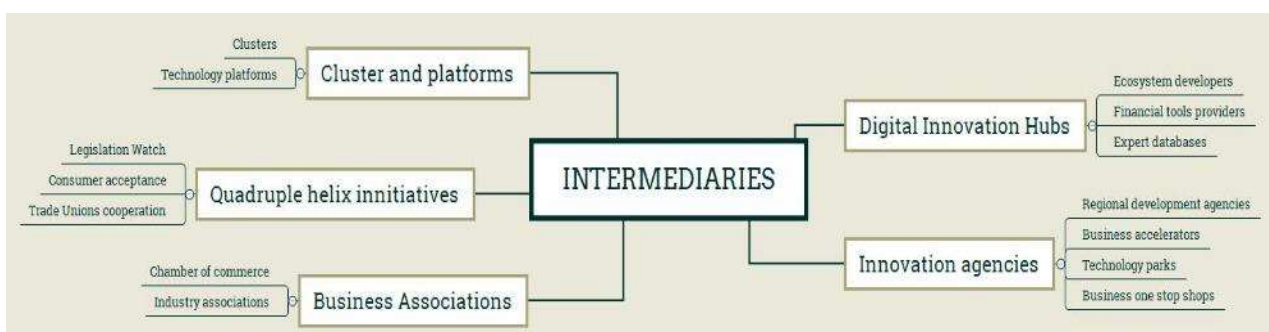 Clusters
Technology platforms
Cluster and platforms
Legislation Watch
Consumer acceptance
Trade Unions cooperation
Quadruple helix innitiatives
Chamber of commerce
Industry associations
Business Associations
INTERMEDIARIES
Digital Innovation Hubs
Ecosystem developers
Financial tools providers
Expert databases
Innovation agencies
Regional development agencies
Business accelerators
Technology parks
Business one stop shops